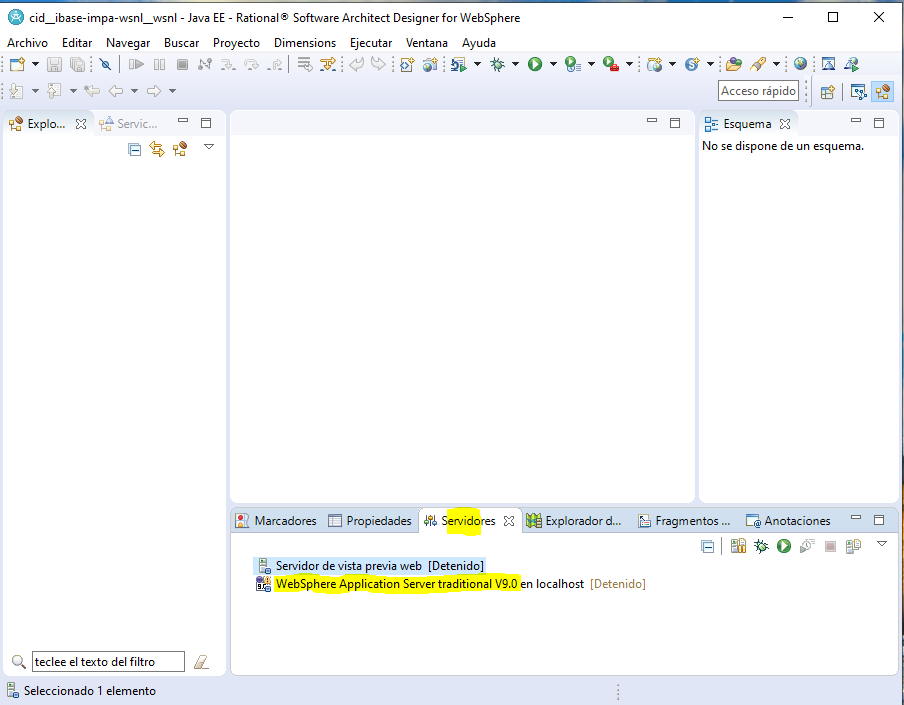 cid__ibase-impa-wsnl__wsnl - Java EE - Rational® Software Architect Designer for WebSphere
Archivo Editar Navegar Buscar Proyecto Dimensions Ejecutar Ventana Ayuda
Acceso rápido
Explo...
Servic...
Esquema
No se dispone de un esquema.
Marcadores Propiedades Servidores Explorador d... Fragmentos ... Anotaciones
Servidor de vista previa web [Detenido]
WebSphere Application Server traditional V9.0 en localhost [Detenido]
teclee el texto del filtro
Seleccionado 1 elemento